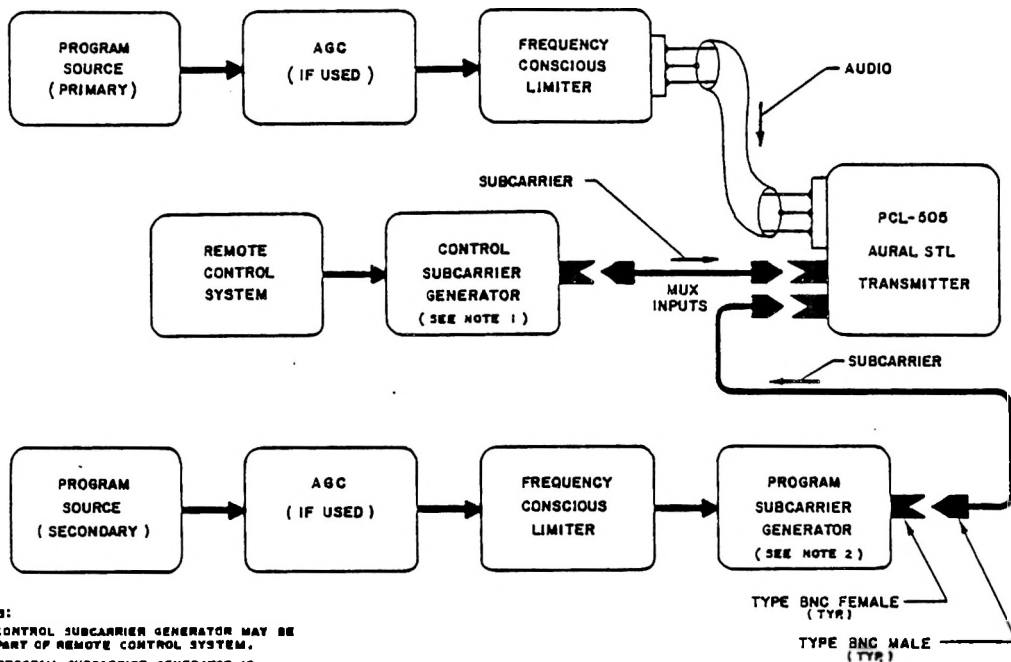 PROGRAM
SOURCE
(PRIMARY)
AGC
(IF USED)
FREQUENCY
CONSCIOUS
LIMITER
AUDIO
SUBCARRIER
REMOTE
CONTROL
SYSTEM
CONTROL
SUBCARRIER
GENERATOR
(SEE NOTE 1)
MUX
INPUTS
PCL-505
AURAL STL
TRANSMITTER
SUBCARRIER
PROGRAM
SOURCE
(SECONDARY)
AGC
(IF USED)
FREQUENCY
CONSCIOUS
LIMITER
PROGRAM
SUBCARRIER
GENERATOR
(SEE NOTE 2)
TYPE BNC FEMALE
(TYP)
TYPE BNC MALE
(TYP)
CONTROL SUBCARRIER GENERATOR MAY BE
PART OF REMOTE CONTROL SYSTEM.